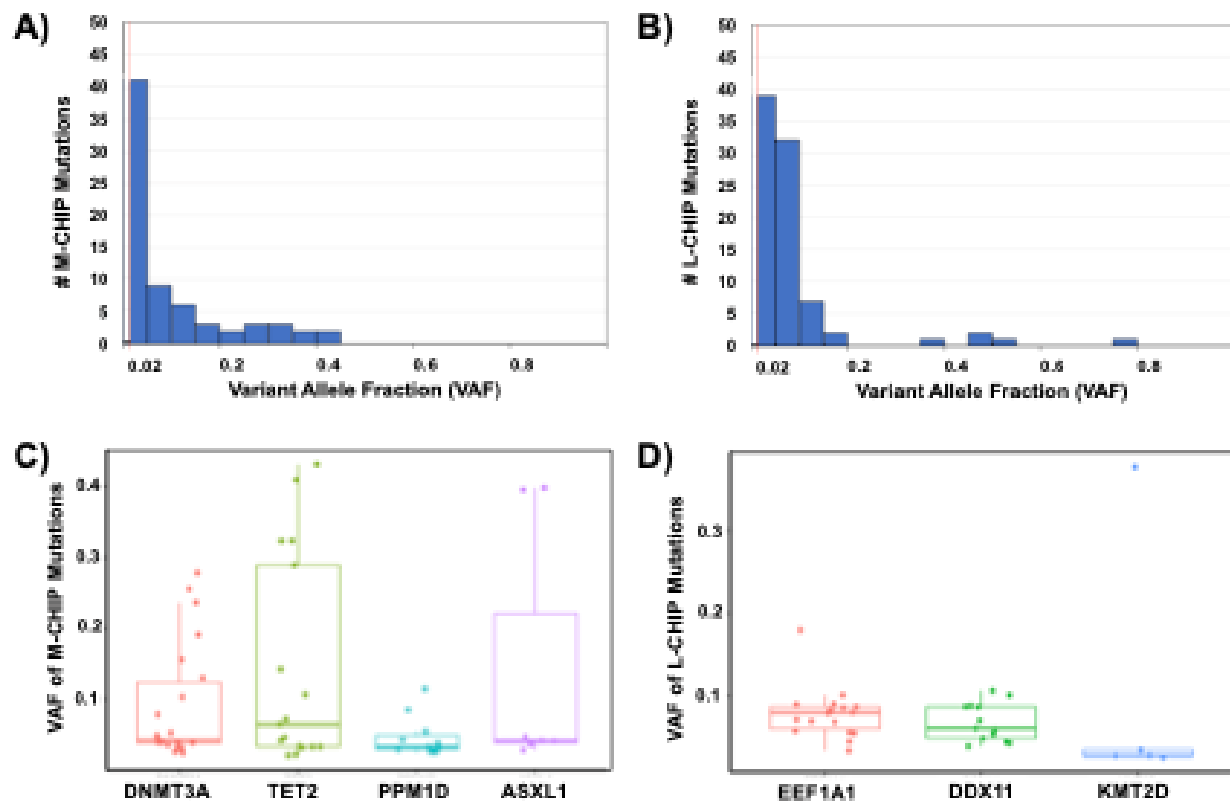 A)
50
45
40
35
30
25
20
15
10
5
0
# M-CHIP Mutations
0.02 0.2 0.4 0.6 0.8
Variant Allele Fraction (VAF)
B)
50
45
40
35
30
25
20
15
10
5
0
# L-CHIP Mutations
0.02 0.2 0.4 0.6 0.8
Variant Allele Fraction (VAF)
C)
0.4
0.3
0.2
0.1
VAF of M-CHIP Mutations
DNMT3A TET2 PPM1D ASXL1
D)
0.3
0.2
0.1
VAF of L-CHIP Mutations
EEF1A1 DDX11 KMT2D